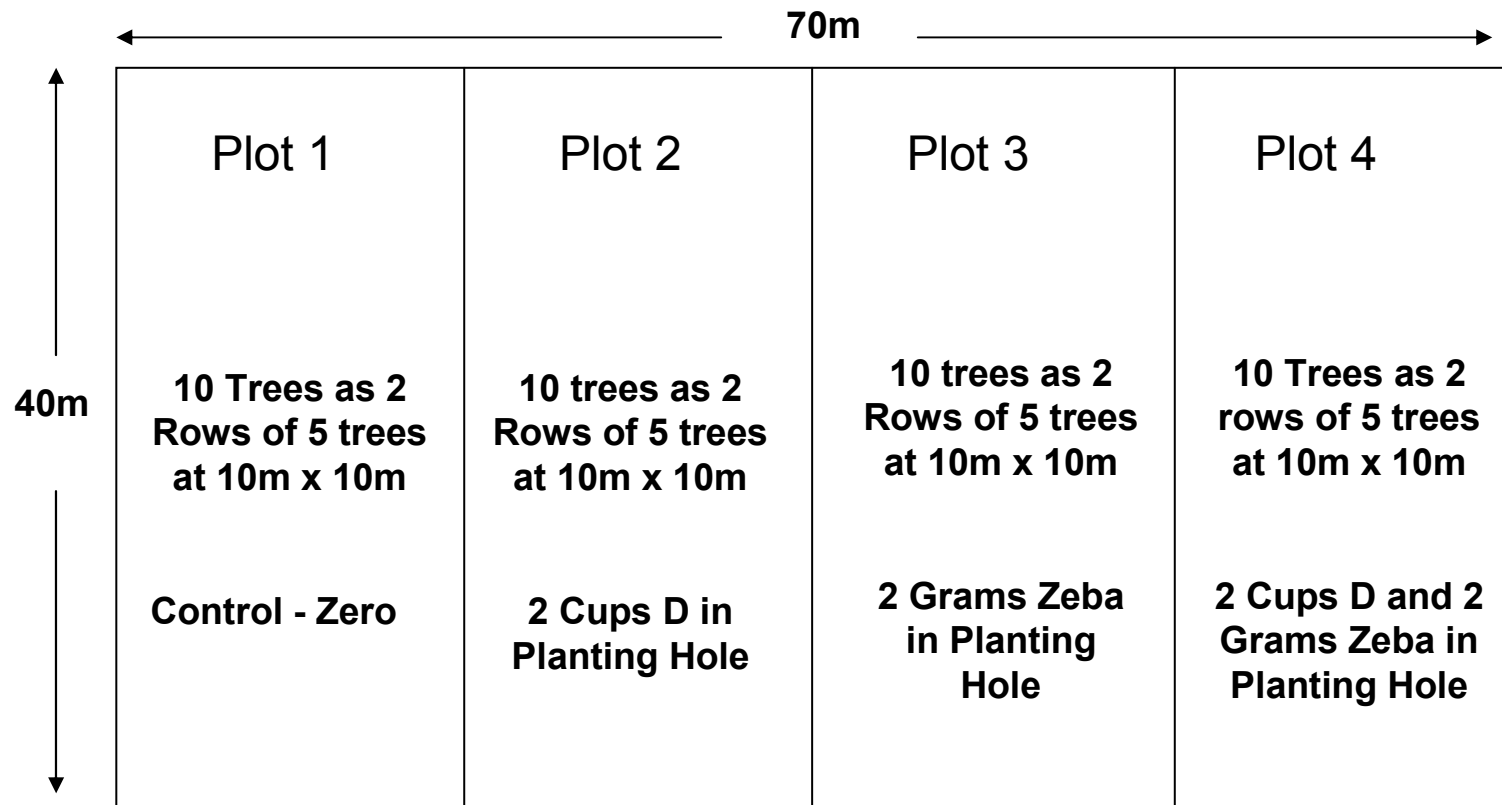 70m
40m
Plot 1
10 Trees as 2
Rows of 5 trees
at 10m x 10m
Control - Zero
Plot 2
10 trees as 2
Rows of 5 trees
at 10m x 10m
2 Cups D in
Planting Hole
Plot 3
10 trees as 2
Rows of 5 trees
at 10m x 10m
2 Grams Zeba
in Planting
Hole
Plot 4
10 Trees as 2
rows of 5 trees
at 10m x 10m
2 Cups D and 2
Grams Zeba in
Planting Hole